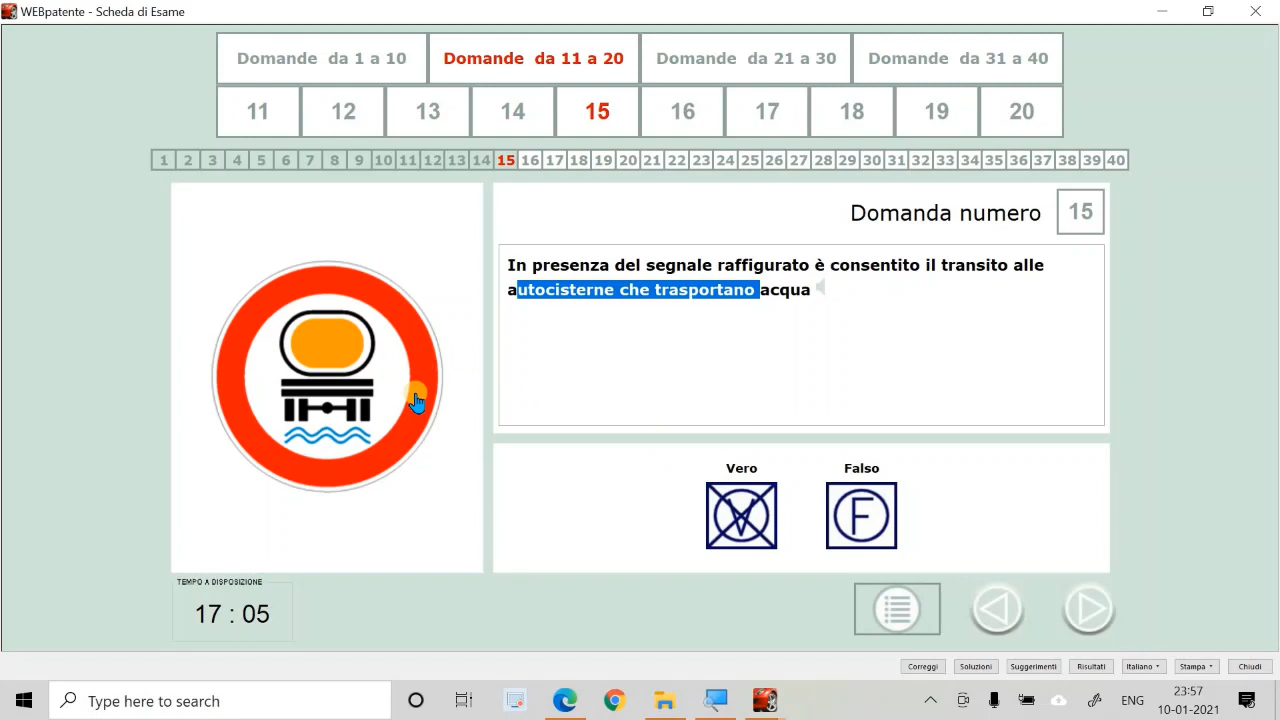 WEBpatente - Scheda di Esame
Domande da 1 a 10
Domande da 11 a 20
Domande da 21 a 30
Domande da 31 a 40
11 12 13 14 15 16 17 18 19 20
1 2 3 4 5 6 7 8 9 10 11 12 13 14 15 16 17 18 19 20 21 22 23 24 25 26 27 28 29 30 31 32 33 34 35 36 37 38 39 40
Domanda numero 15
In presenza del segnale raffigurato è consentito il transito alle
autocisterne che trasportano acqua
Vero Falso
V F
TEMPO A DISPOSIZIONE
17 : 05
Correggi Soluzioni Suggerimenti Risultati Italiano Stampa Chiudi
Type here to search
ENG
23:57
10-01-2021